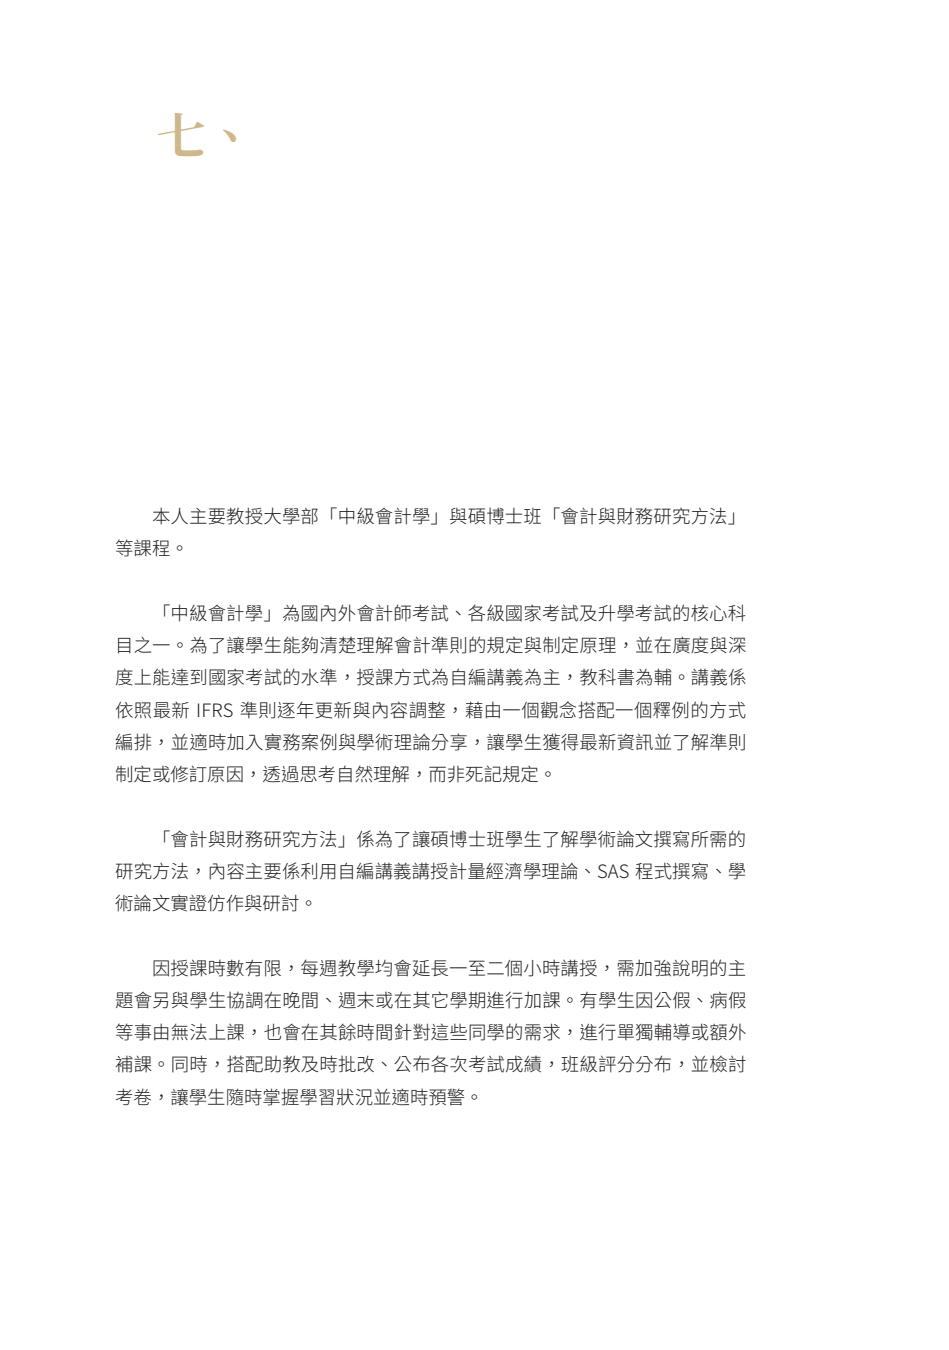 七、
本人主要教授大學部「中級會計學」與碩博士班「會計與財務研究方法」
等課程。
「中級會計學」為國內外會計師考試、各級國家考試及升學考試的核心科
目之一。為了讓學生能夠清楚理解會計準則的規定與制定原理，並在廣度與深
度上能達到國家考試的水準，授課方式為自編講義為主，教科書為輔。講義係
依照最新 IFRS 準則逐年更新與內容調整，藉由一個觀念搭配一個釋例的方式
編排，並適時加入實務案例與學術理論分享，讓學生獲得最新資訊並了解準則
制定或修訂原因，透過思考自然理解，而非死記規定。
「會計與財務研究方法」係為了讓碩博士班學生了解學術論文撰寫所需的
研究方法，內容主要係利用自編講義講授計量經濟學理論、SAS 程式撰寫、學
術論文實證仿作與研討。
因授課時數有限，每週教學均會延長一至二個小時講授，需加強說明的主
題會另與學生協調在晚間、週末或在其它學期進行加課。有學生因公假、病假
等事由無法上課，也會在其餘時間針對這些同學的需求，進行單獨輔導或額外
補課。同時，搭配助教及時批改、公布各次考試成績，班級評分分布，並檢討
考卷，讓學生隨時掌握學習狀況並適時預警。